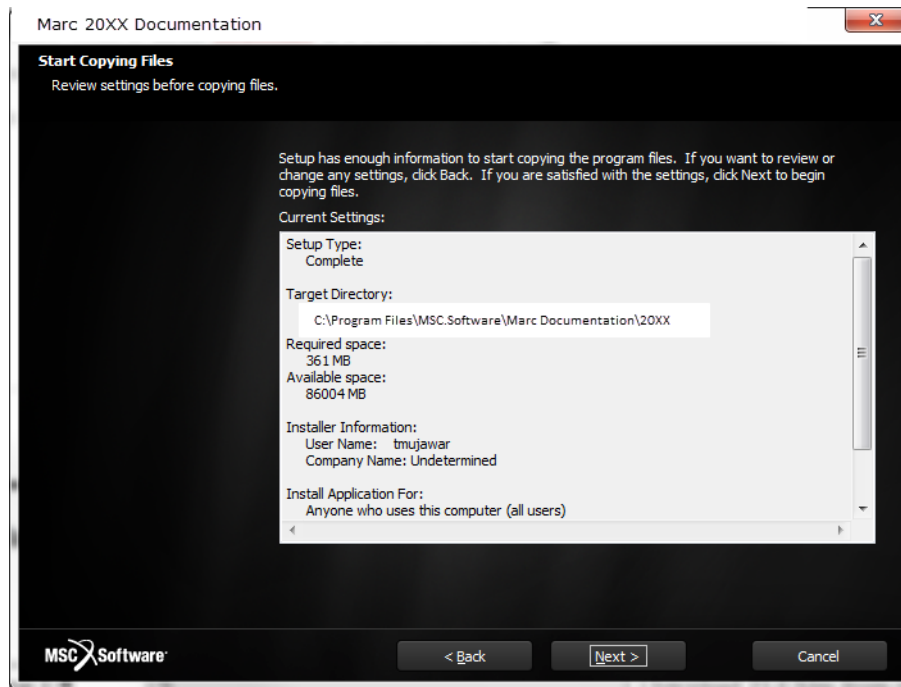 Marc 20XX Documentation
Start Copying Files
Review settings before copying files.
Setup has enough information to start copying the program files. If you want to review or
change any settings, click Back. If you are satisfied with the settings, click Next to begin
copying files.
Current Settings:
Setup Type:
Complete
Target Directory:
C:\Program Files\MSC.Software\Marc Documentation\20XX
Required space:
361 MB
Available space:
86004 MB
Installer Information:
User Name: tmujawar
Company Name: Undetermined
Install Application For:
Anyone who uses this computer (all users)
MSC Software
< Back
Next >
Cancel